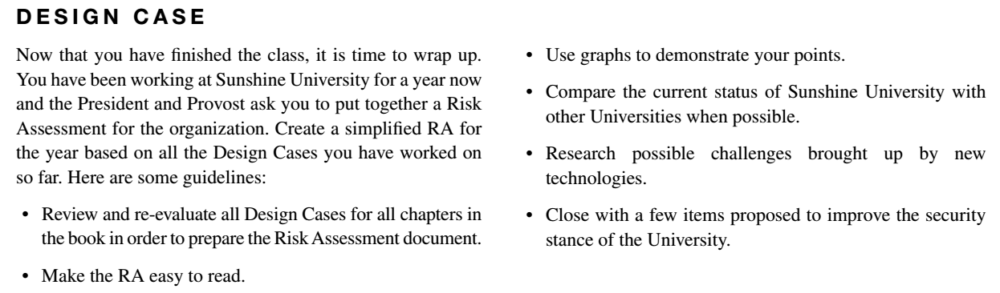 DESIGN CASE
Now that you have finished the class, it is time to wrap up.
You have been working at Sunshine University for a year now
and the President and Provost ask you to put together a Risk
Assessment for the organization. Create a simplified RA for
the year based on all the Design Cases you have worked on
so far. Here are some guidelines:
• Review and re-evaluate all Design Cases for all chapters in
the book in order to prepare the Risk Assessment document.
• Make the RA easy to read.
• Use graphs to demonstrate your points.
• Compare the current status of Sunshine University with
other Universities when possible.
• Research possible challenges brought up by new
technologies.
• Close with a few items proposed to improve the security
stance of the University.